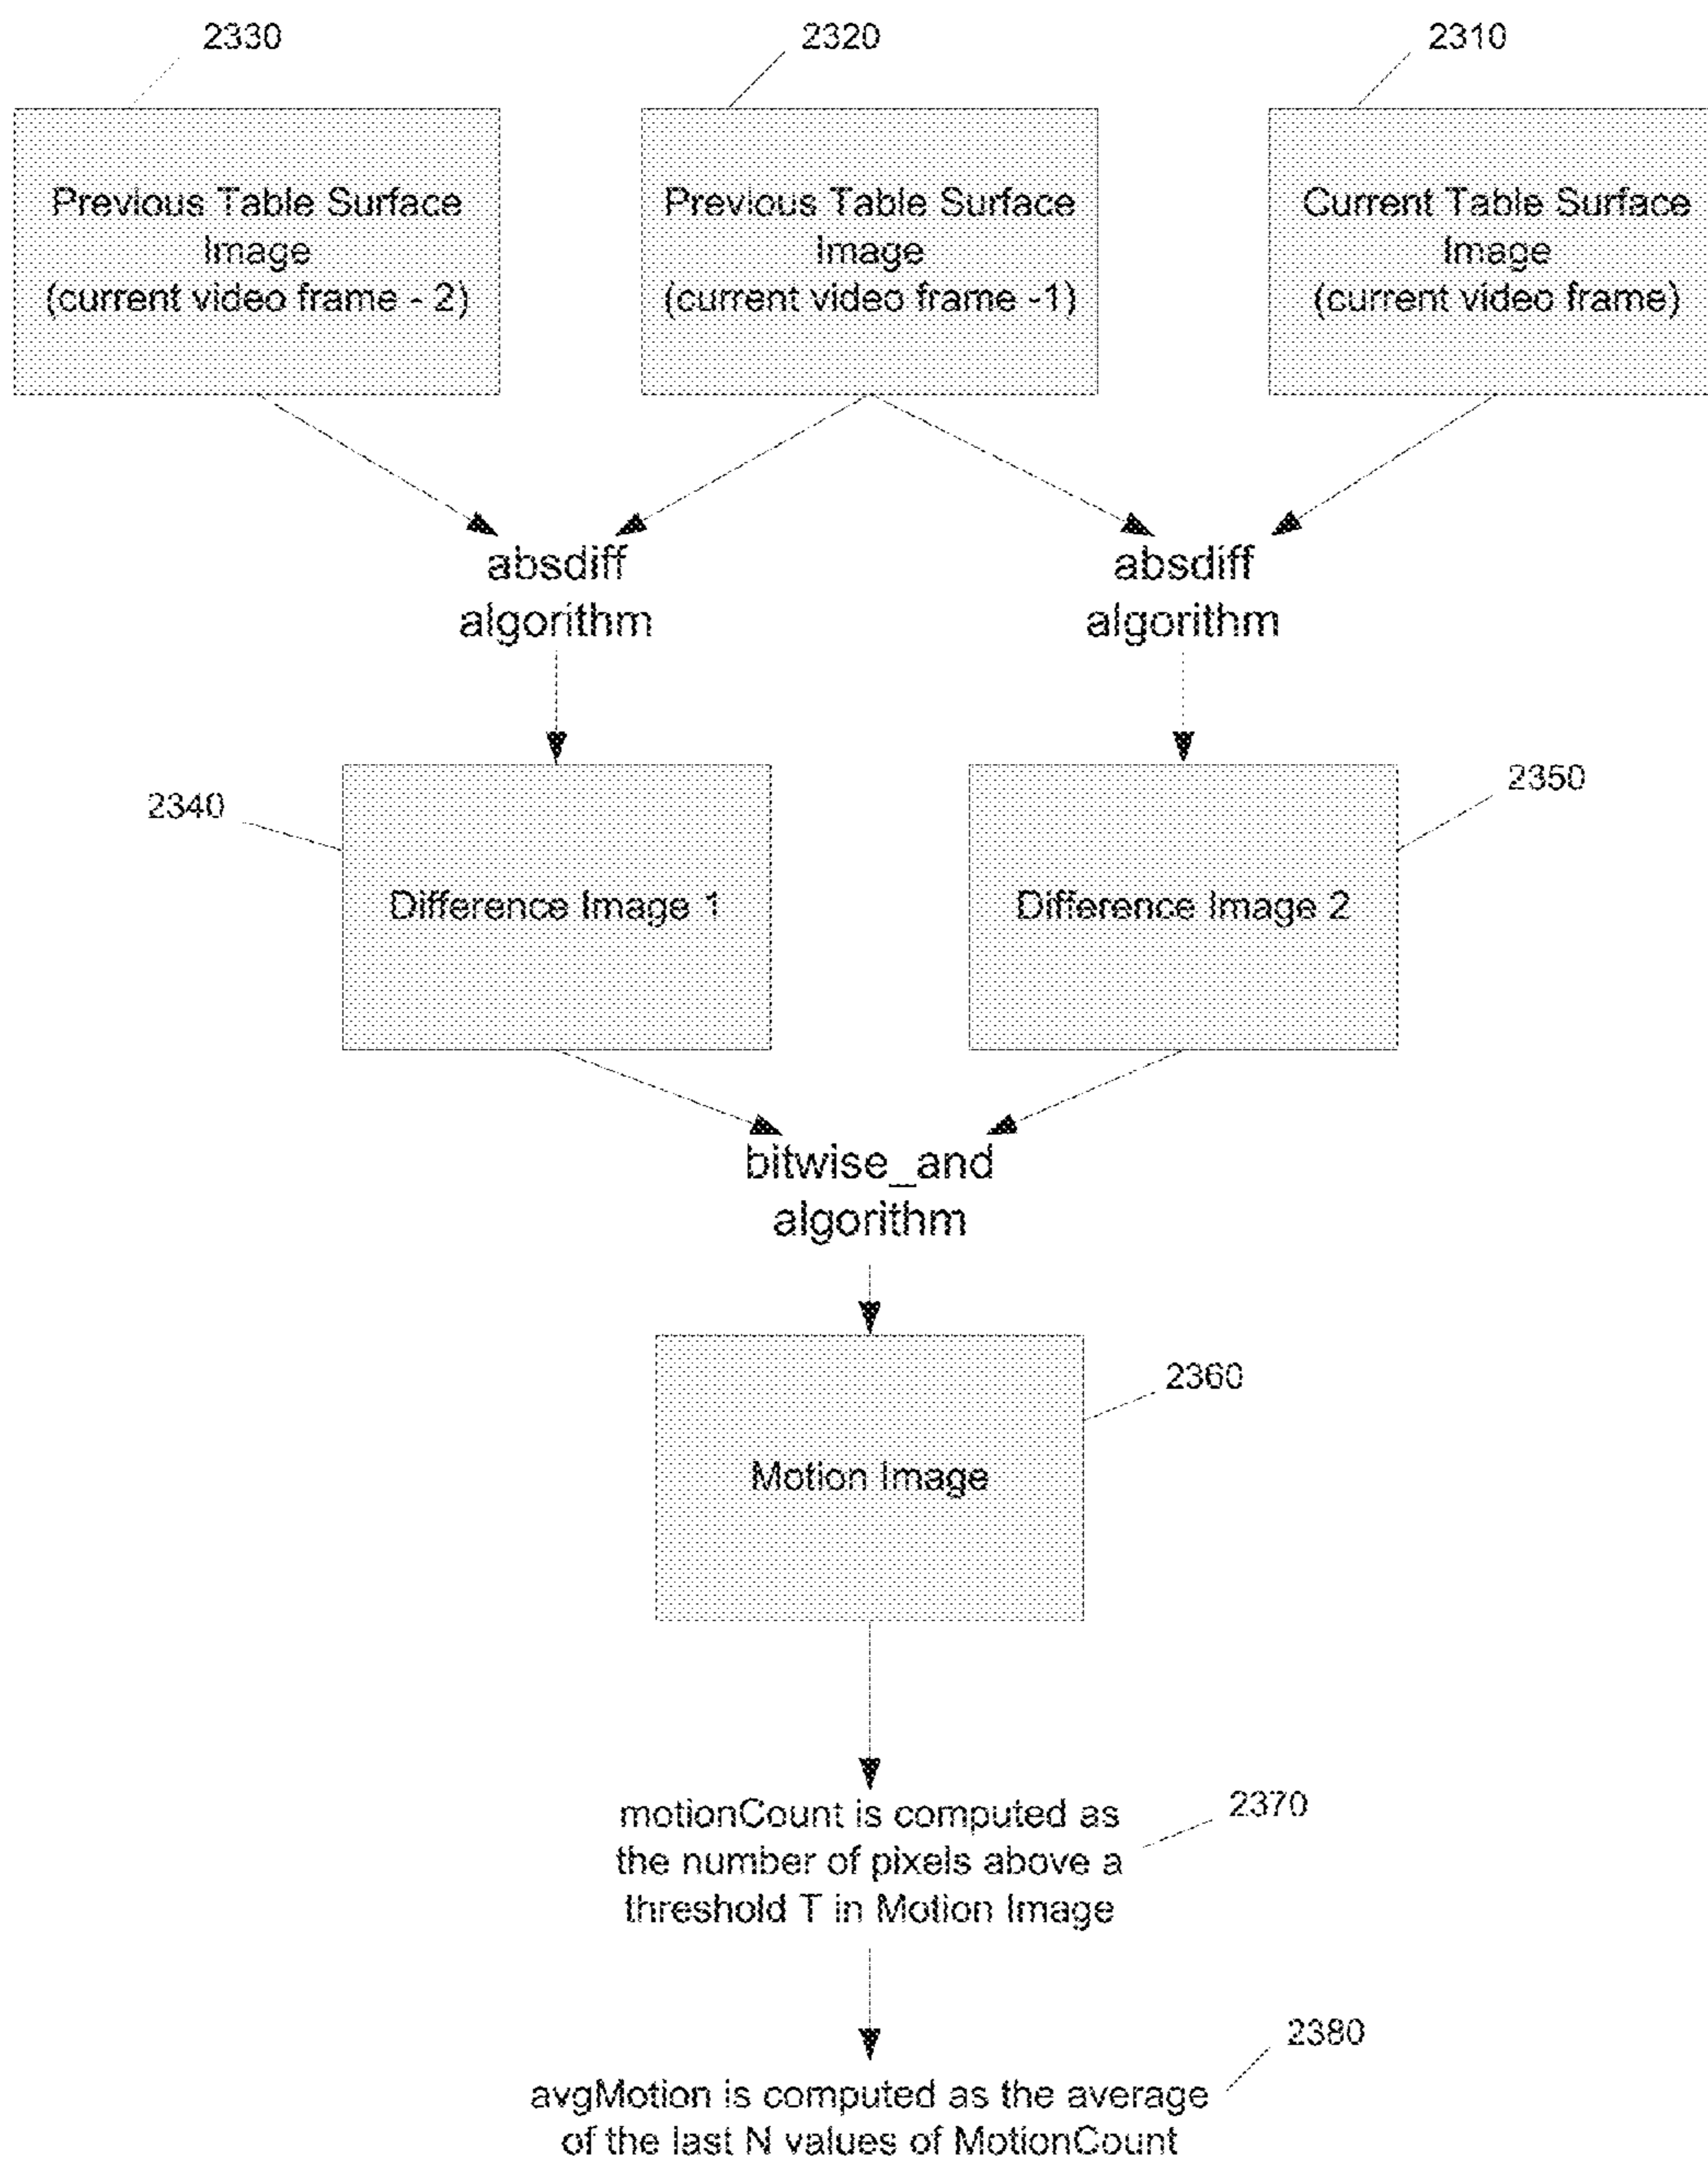 2330
2320
2310
Previous Table Surface
Image
(current video frame - 2)
Previous Table Surface
Image
(current video frame -1)
Current Table Surface
Image
(current video frame)
absdiff
algorithm
absdiff
algorithm
2340
2350
Difference Image 1
Difference Image 2
bitwise_and
algorithm
2360
Motion Image
motionCount is computed as
the number of pixels above a
threshold T in Motion Image
2370
2380
avgMotion is computed as the average
of the last N values of MotionCount